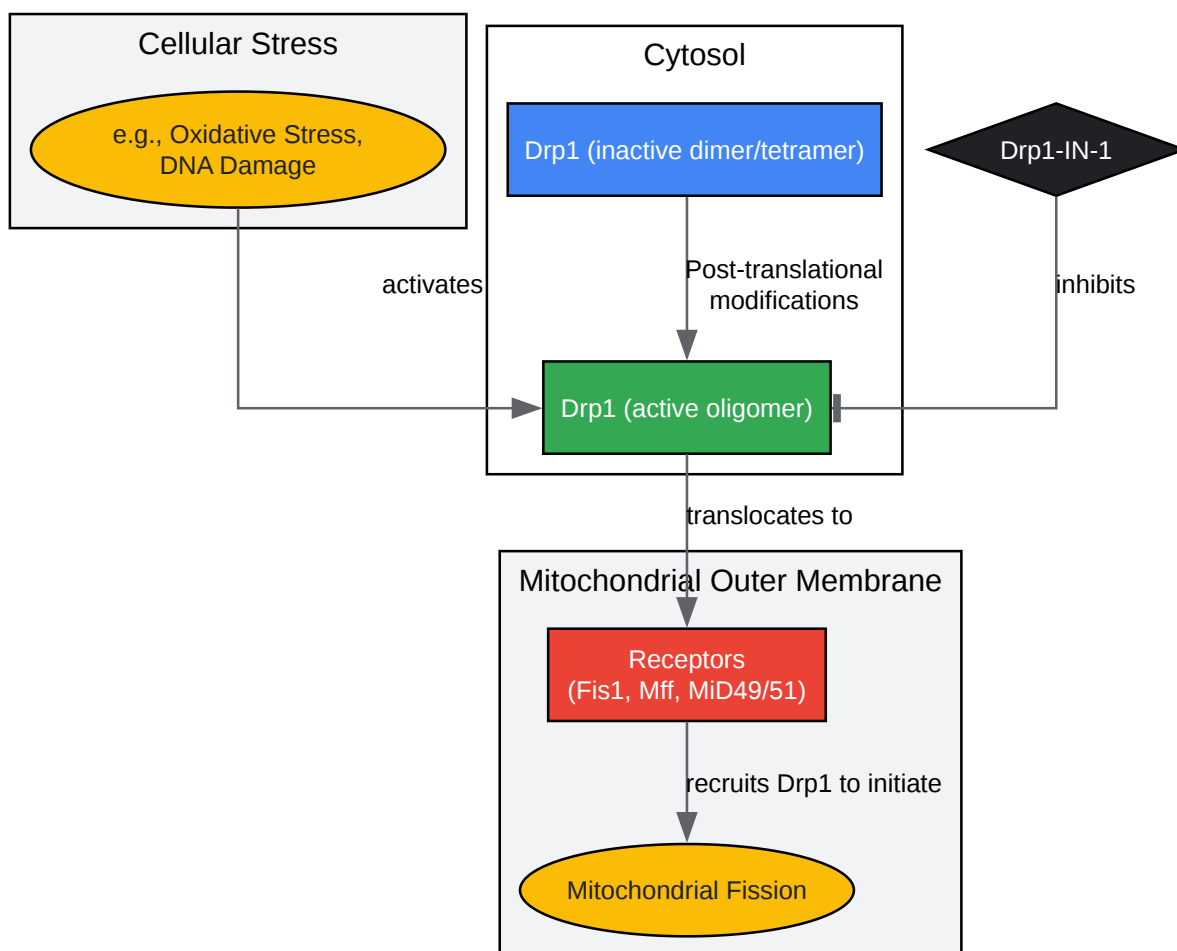 Cellular Stress
e.g., Oxidative Stress,
DNA Damage
Cytosol
Drp1 (inactive dimer/tetramer)
Drp1-IN-1
activates
Post-translational
modifications
inhibits
Drp1 (active oligomer)
translocates to
Mitochondrial Outer Membrane
Receptors
(Fis1, Mff, MiD49/51)
recruits Drp1 to initiate
Mitochondrial Fission